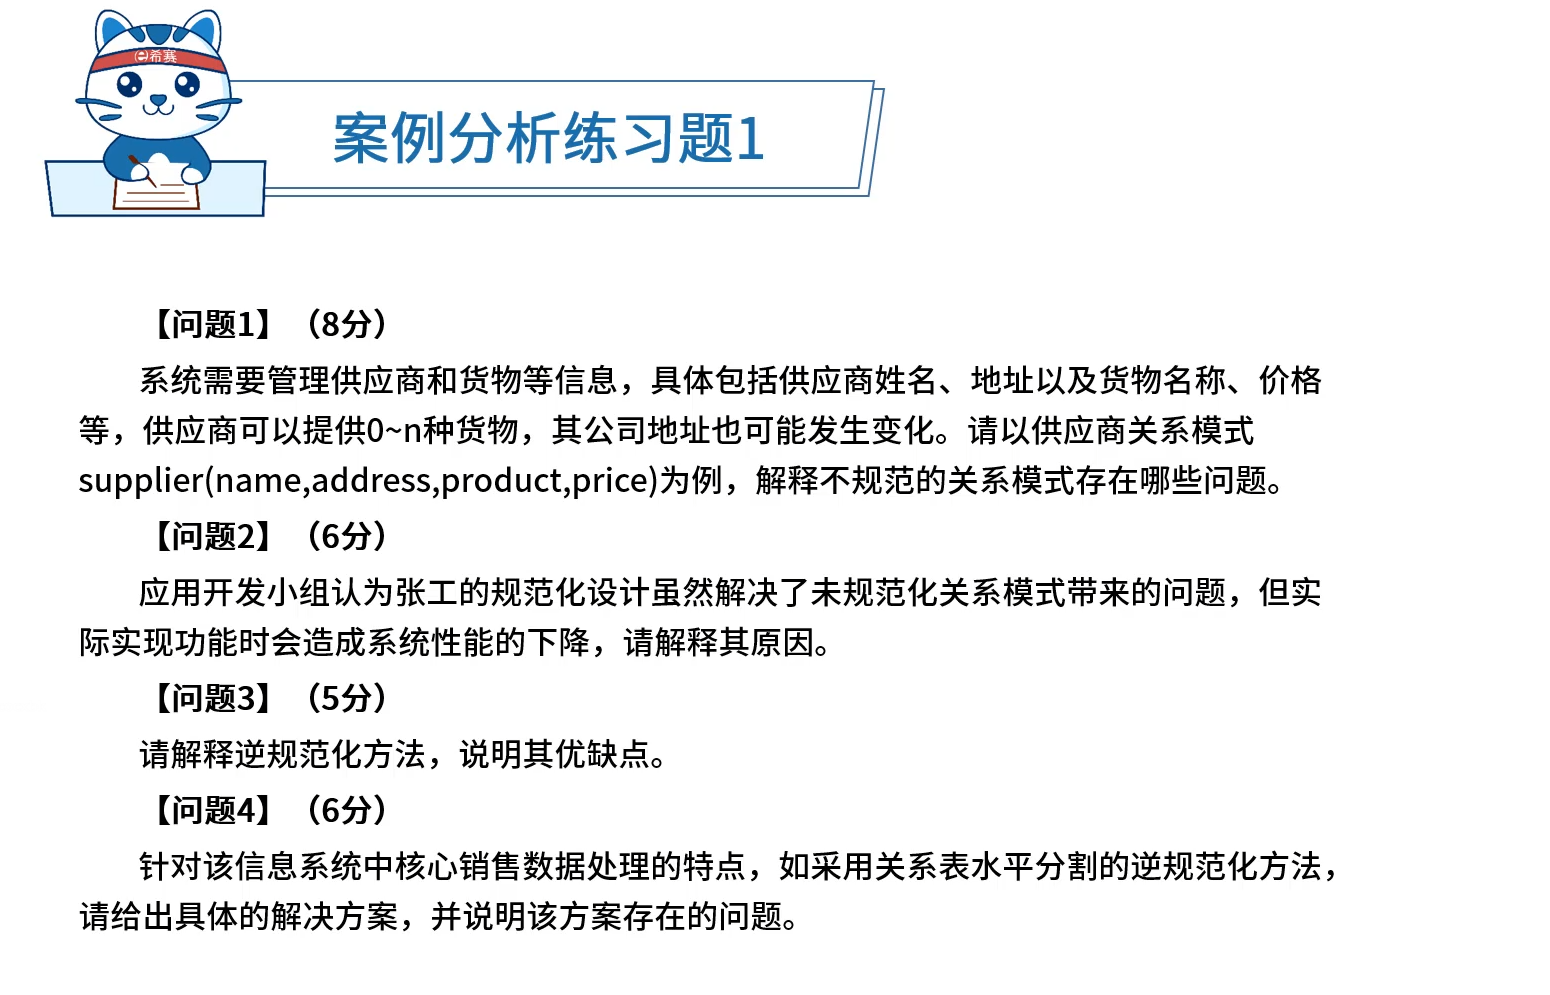 希赛
案例分析练习题1
【问题1】（8分）
系统需要管理供应商和货物等信息，具体包括供应商姓名、地址以及货物名称、价格
等，供应商可以提供0~n种货物，其公司地址也可能发生变化。请以供应商关系模式
supplier(name,address,product,price)为例，解释不规范的关系模式存在哪些问题。
【问题2】（6分）
应用开发小组认为张工的规范化设计虽然解决了未规范化关系模式带来的问题，但实
际实现功能时会造成系统性能的下降，请解释其原因。
【问题3】（5分）
请解释逆规范化方法，说明其优缺点。
【问题4】（6分）
针对该信息系统中核心销售数据处理的特点，如采用关系表水平分割的逆规范化方法，
请给出具体的解决方案，并说明该方案存在的问题。